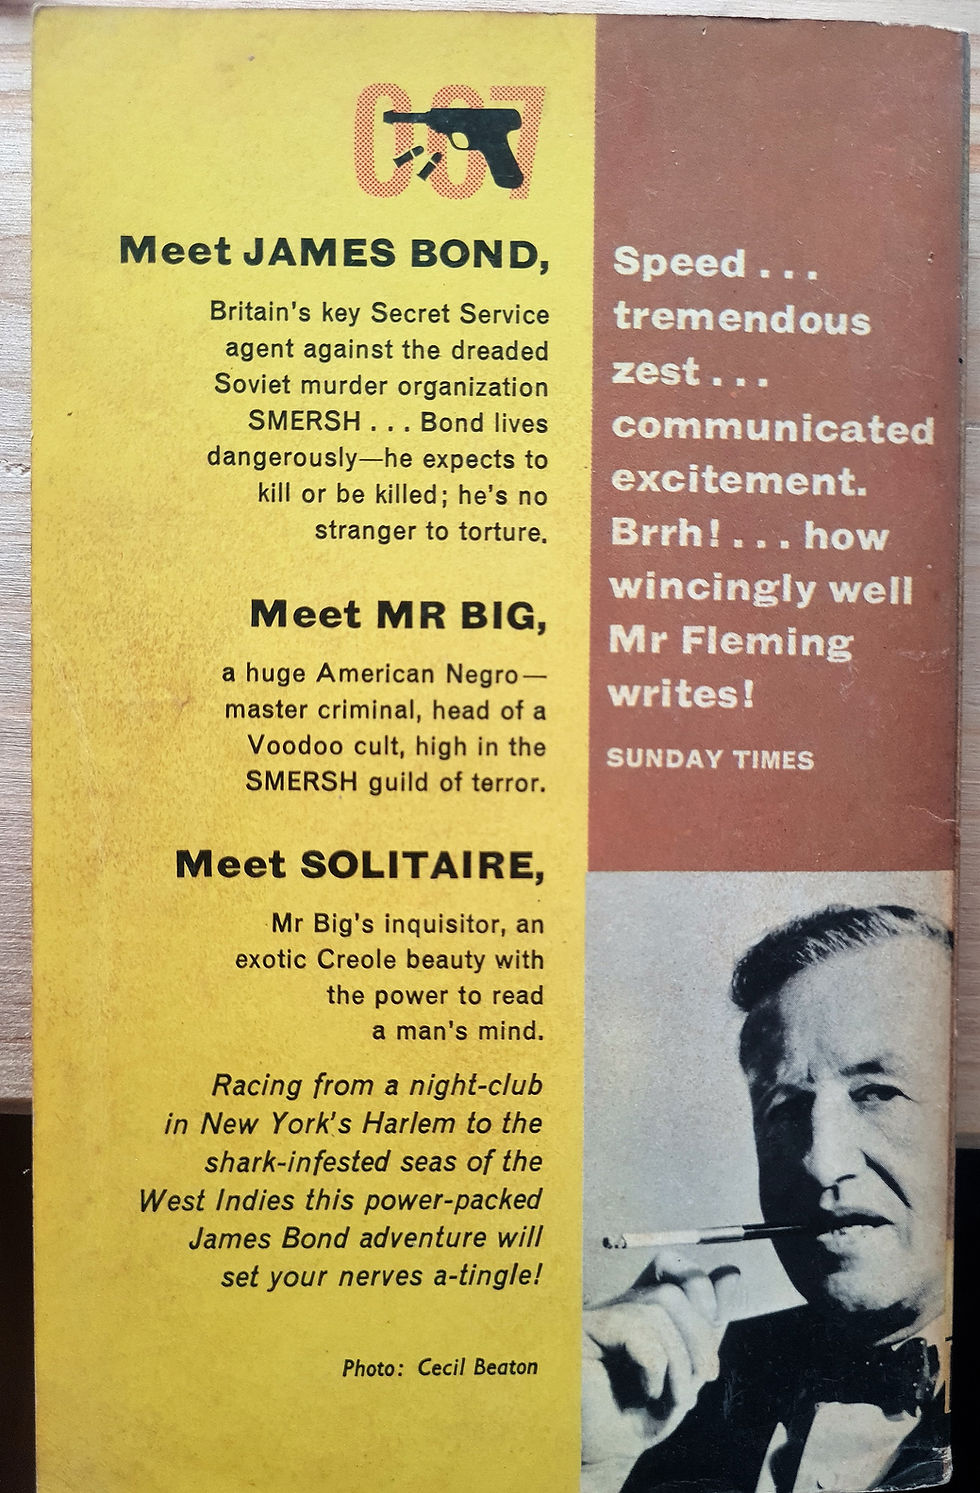 007
Meet JAMES BOND,
Britain's key Secret Service
agent against the dreaded
Soviet murder organization
SMERSH . . . Bond lives
dangerously—he expects to
kill or be killed; he's no
stranger to torture.
Meet MR BIG,
a huge American Negro—
master criminal, head of a
Voodoo cult, high in the
SMERSH guild of terror.
Meet SOLITAIRE,
Mr Big's inquisitor, an
exotic Creole beauty with
the power to read
a man's mind.
Racing from a night-club
in New York's Harlem to the
shark-infested seas of the
West Indies this power-packed
James Bond adventure will
set your nerves a-tingle!
Photo: Cecil Beaton
Speed . . .
tremendous
zest . . .
communicated
excitement.
Brrh! . . . how
wincingly well
Mr Fleming
writes!
SUNDAY TIMES